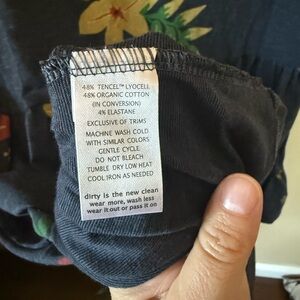 48% TENCEL™ LYOCELL
48% ORGANIC COTTON
(IN CONVERSION)
4% ELASTANE
EXCLUSIVE OF TRIMS
MACHINE WASH COLD
WITH SIMILAR COLORS
GENTLE CYCLE
DO NOT BLEACH
TUMBLE DRY LOW HEAT
COOL IRON AS NEEDED
dirty is the new clean
wear more, wash less
wear it out or pass it on